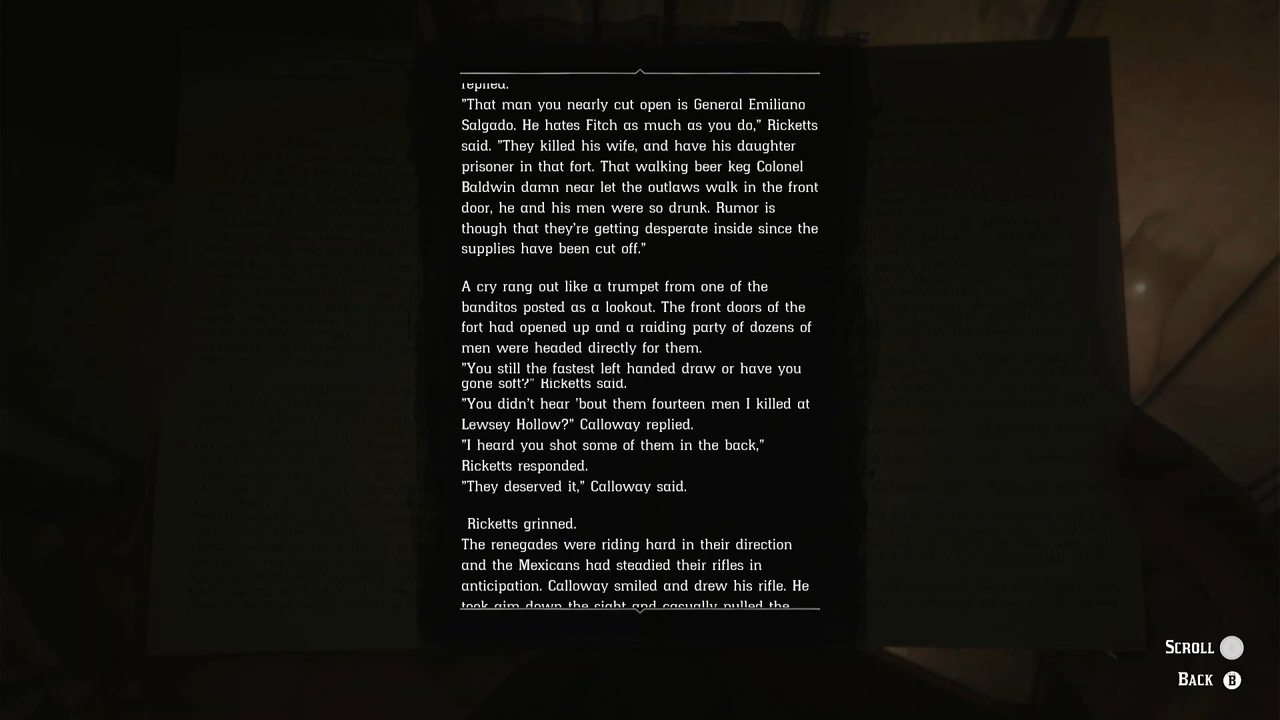 replied.
"That man you nearly cut open is General Emiliano
Salgado. He hates Fitch as much as you do," Ricketts
said. "They killed his wife, and have his daughter
prisoner in that fort. That walking beer keg Colonel
Baldwin damn near let the outlaws walk in the front
door, he and his men were so drunk. Rumor is
though that they're getting desperate inside since the
supplies have been cut off."
A cry rang out like a trumpet from one of the
banditos posted as a lookout. The front doors of the
fort had opened up and a raiding party of dozens of
men were headed directly for them.
"You still the fastest left handed draw or have you
gone soft?" Ricketts said.
"You didn't hear 'bout them fourteen men I killed at
Lewsey Hollow?" Calloway replied.
"I heard you shot some of them in the back,"
Ricketts responded.
"They deserved it," Calloway said.
Ricketts grinned.
The renegades were riding hard in their direction
and the Mexicans had steadied their rifles in
anticipation. Calloway smiled and drew his rifle. He
took aim down the sight and casually pulled the
SCROLL
BACK B